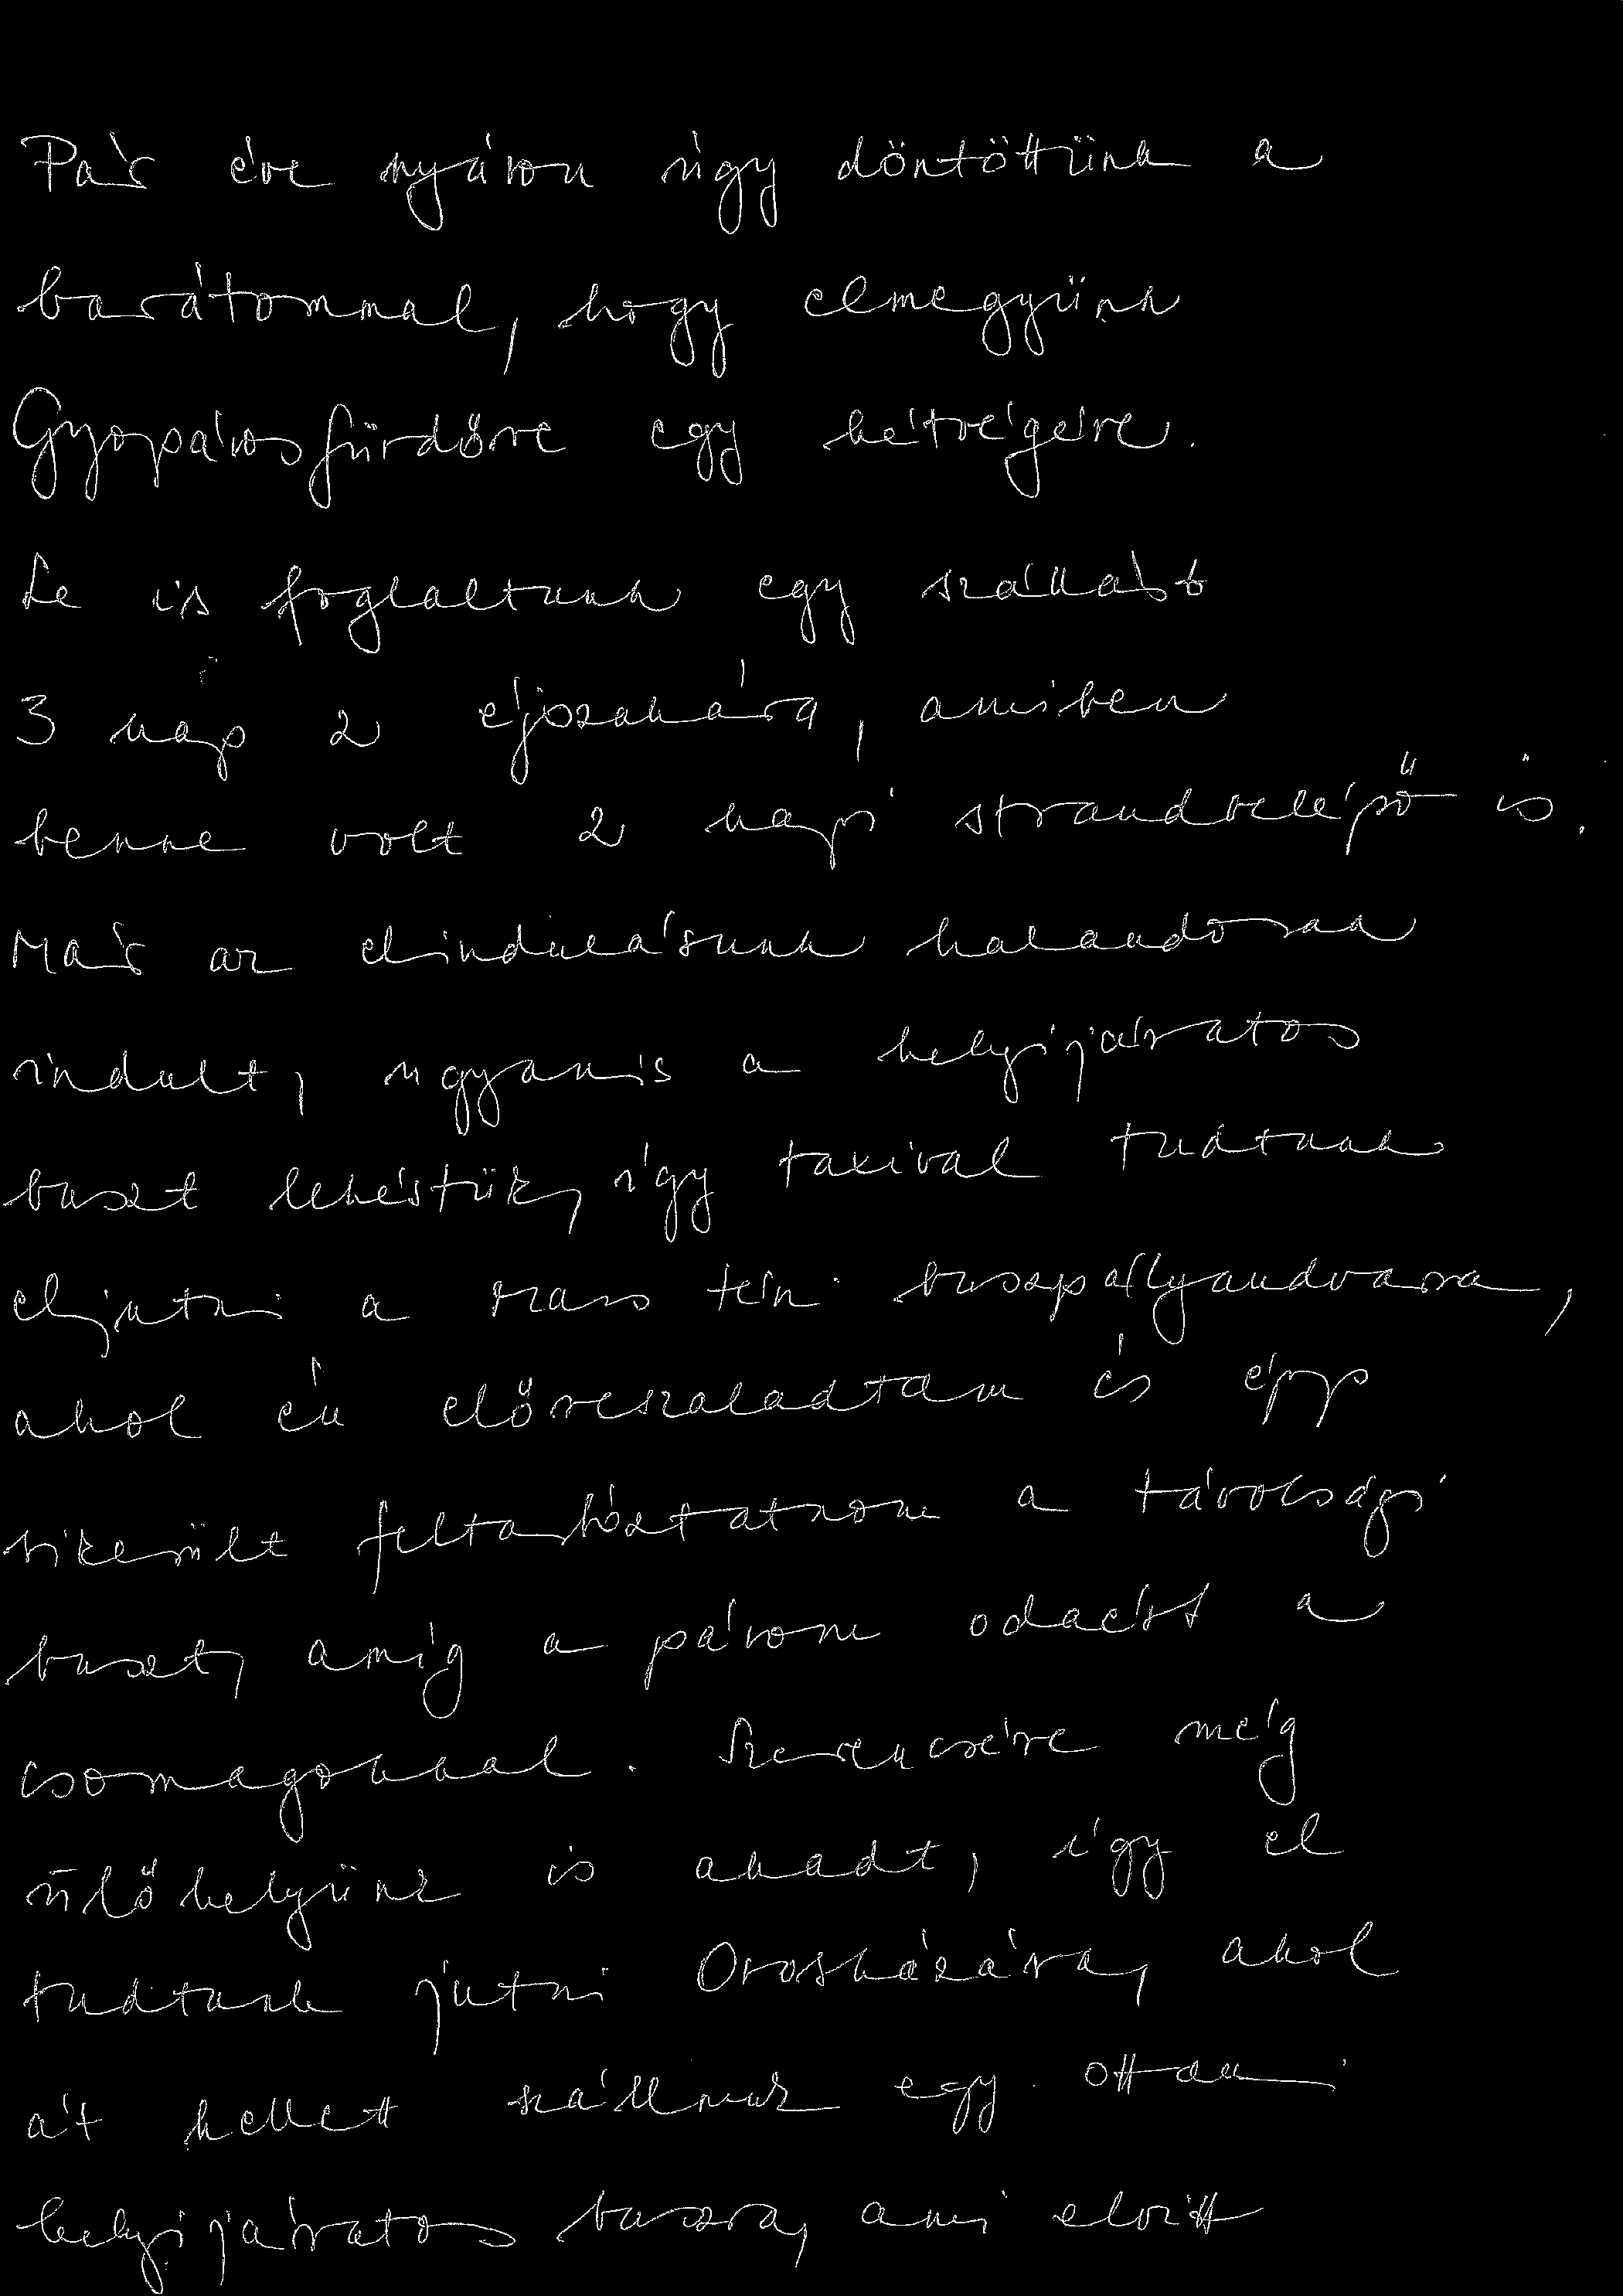 Pár éve nyáron úgy döntöttünk a
barátommal, hogy elmegyünk
Gyopárosfürdőre egy hétvégére.
Le is foglaltunk egy szállást
3 nap 2 éjszakára, amiben
benne volt 2 napi strandbelépő is.
Már az elindulásunk kalandosan
indult, ugyanis a helyijáratos
buszt lekéstük, így taxival tudtunk
eljutni a Mars téri buszpályaudvarra,
ahol én előreszaladtam és épp
sikerült feltartóztatnom a távolsági
buszt, amíg a párom odaért a
csomagokkal. Szerencsére még
ülőhelyünk is akadt, így el
tudtunk jutni Orosházára, ahol
át kellett szállnunk egy ottani
helyijáratos buszra, ami elvitt